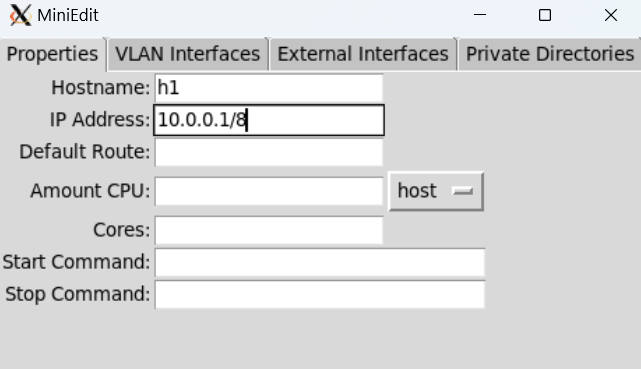 MiniEdit
Properties VLAN Interfaces External Interfaces Private Directories
Hostname: h1
IP Address: 10.0.0.1/8
Default Route:
Amount CPU: host
Cores:
Start Command:
Stop Command: